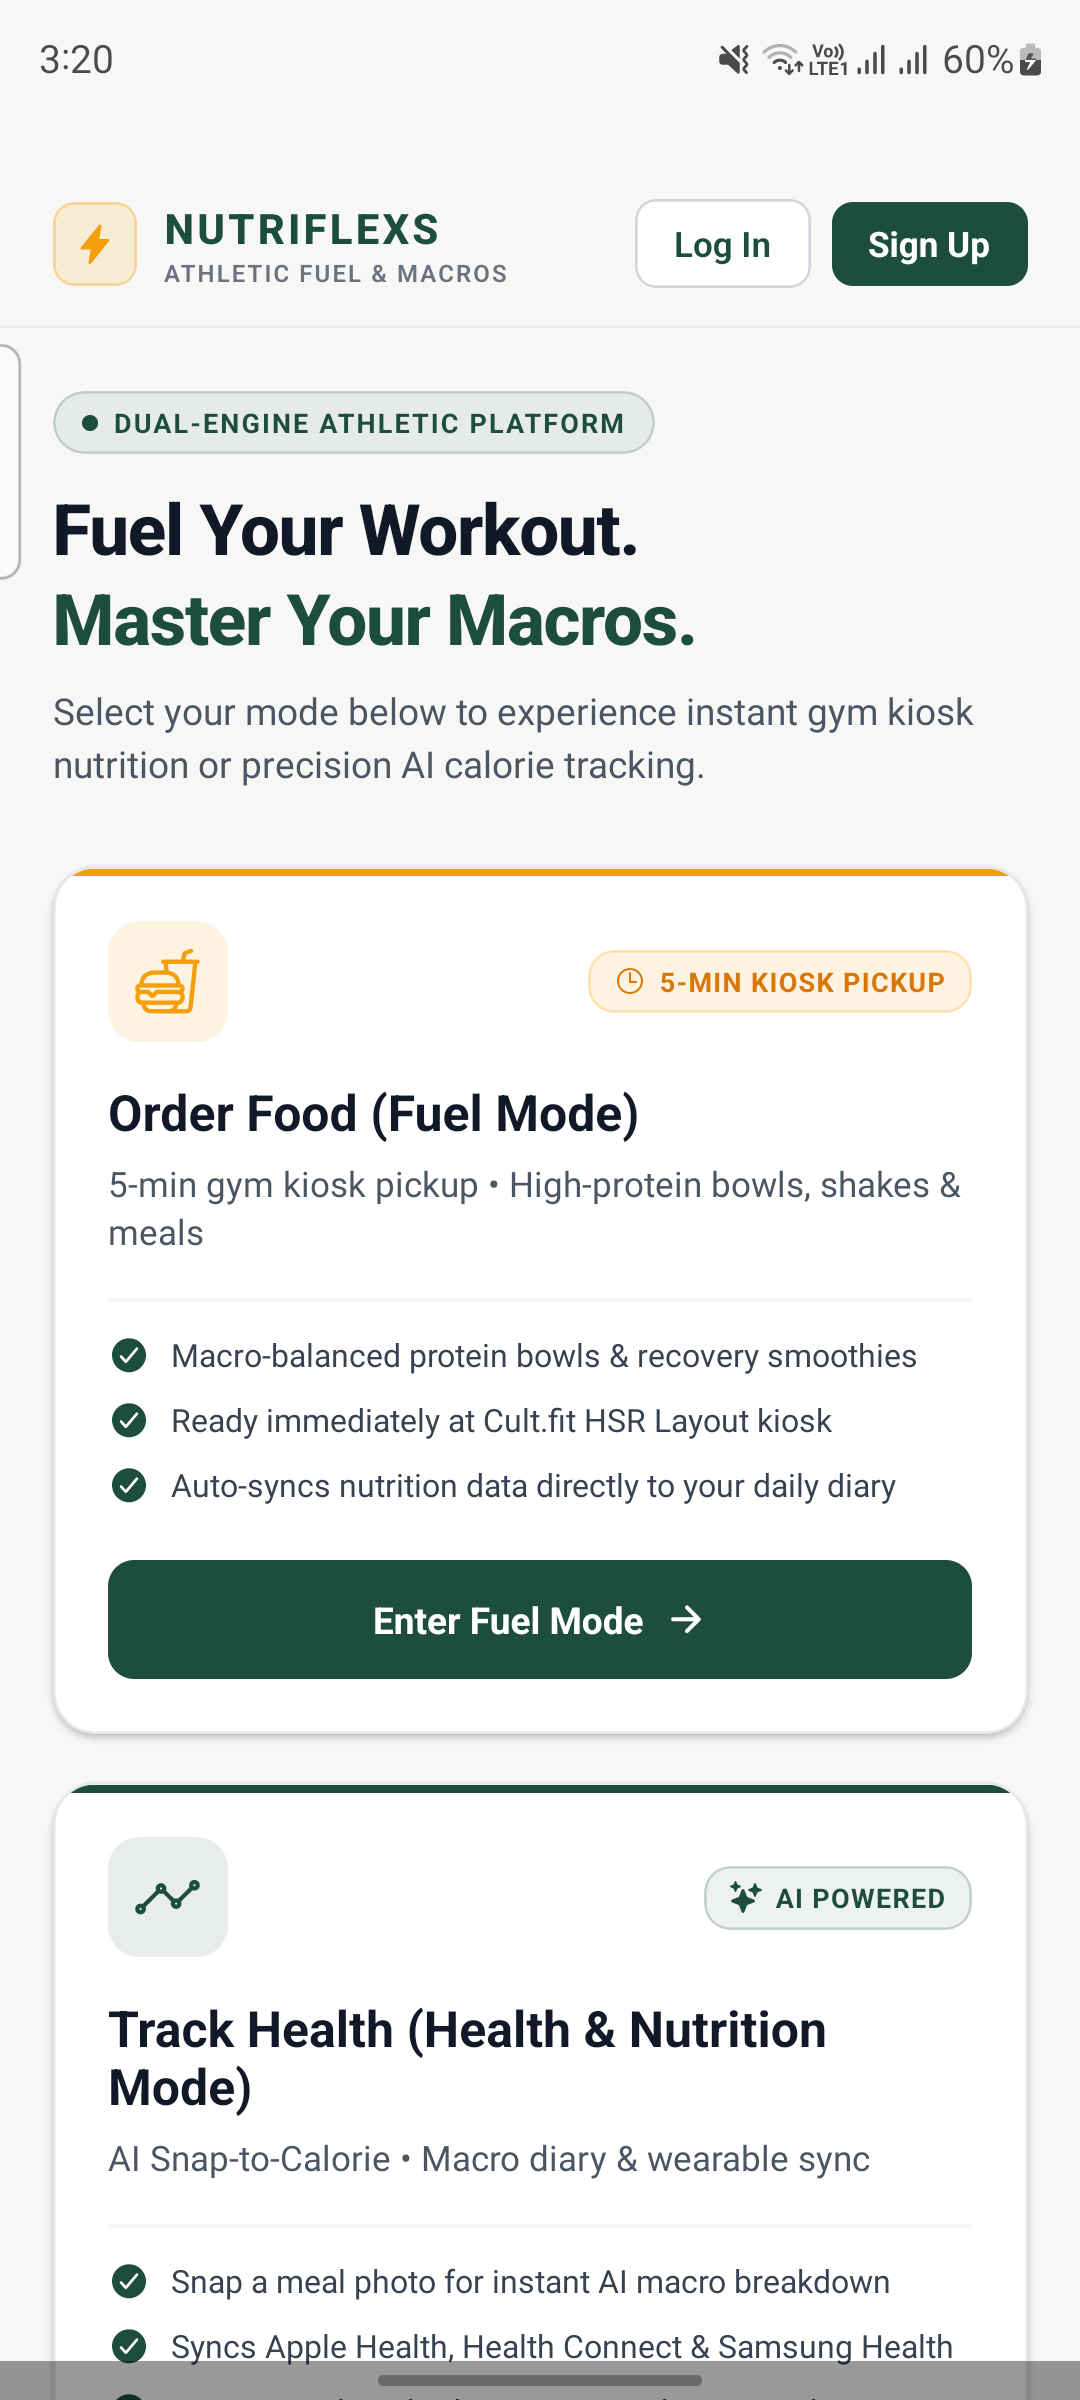 3:20
Vo))
LTE1
60%
NUTRIFLEXS
ATHLETIC FUEL & MACROS
Log In
Sign Up
DUAL-ENGINE ATHLETIC PLATFORM
Fuel Your Workout.
Master Your Macros.
Select your mode below to experience instant gym kiosk
nutrition or precision AI calorie tracking.
5-MIN KIOSK PICKUP
Order Food (Fuel Mode)
5-min gym kiosk pickup • High-protein bowls, shakes &
meals
Macro-balanced protein bowls & recovery smoothies
Ready immediately at Cult.fit HSR Layout kiosk
Auto-syncs nutrition data directly to your daily diary
Enter Fuel Mode
AI POWERED
Track Health (Health & Nutrition
Mode)
AI Snap-to-Calorie • Macro diary & wearable sync
Snap a meal photo for instant AI macro breakdown
Syncs Apple Health, Health Connect & Samsung Health